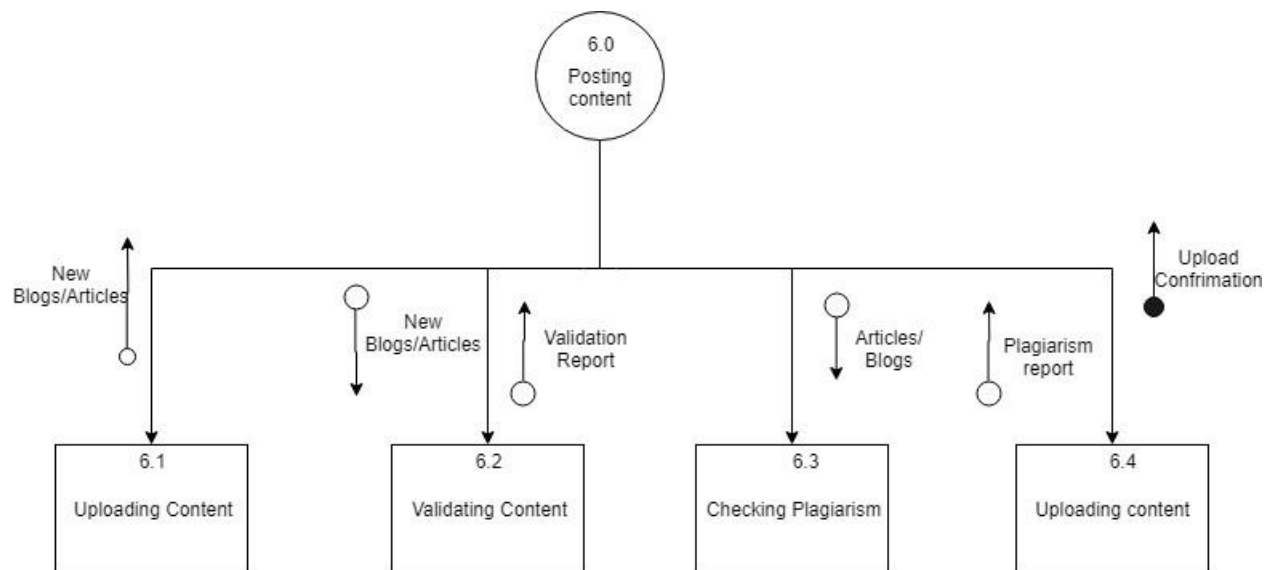 6.0
Posting
content
New
Blogs/Articles
New
Blogs/Articles
Validation
Report
Articles/
Blogs
Plagiarism
report
Upload
Confrimation
6.1
Uploading Content
6.2
Validating Content
6.3
Checking Plagiarism
6.4
Uploading content